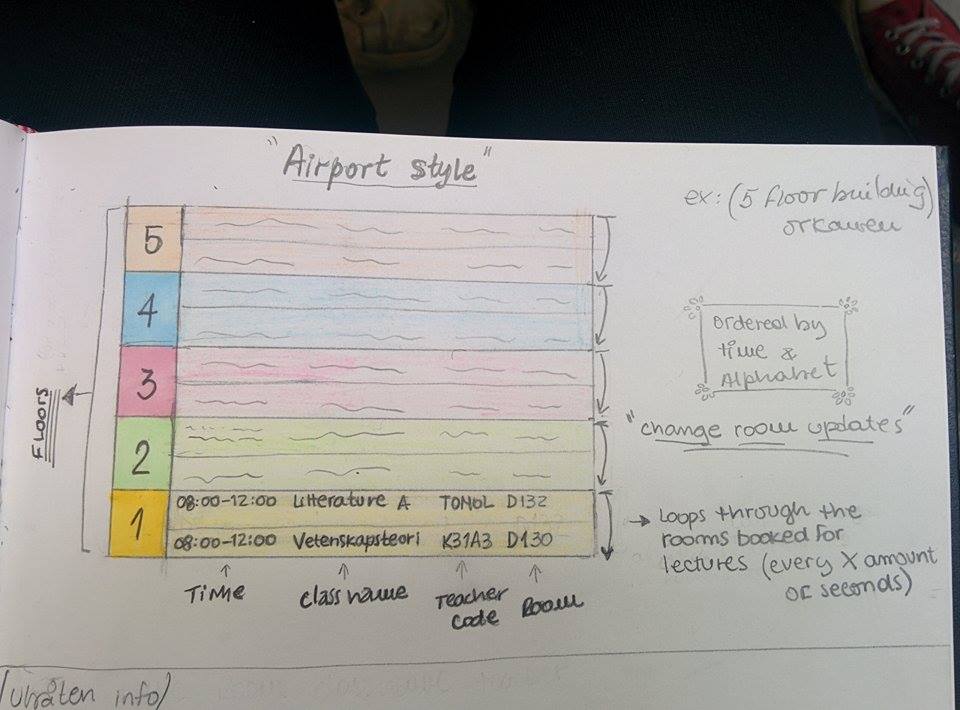 "Airport style"
ex: (5 floor building)
orkanen
5
4
3
2
1
Floors
08:00-12:00 Litterature A TONOL D132
08:00-12:00 Vetenskapsteori K31A3 D130
Time
class name
Teacher
code
Room
Ordered by
time &
Alphabet
"change room updates"
→ Loops through the
rooms booked for
lectures (every X amount
of seconds)
info)